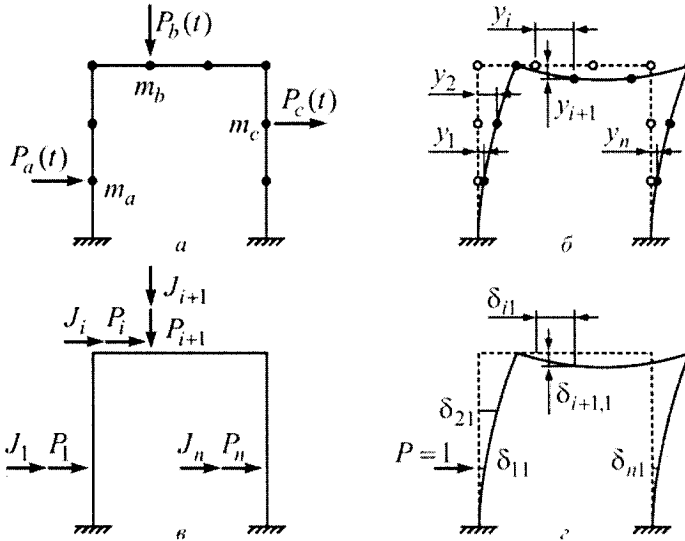 P_b(t)
m_b
P_c(t)
m_c
P_a(t)
m_a
а
y_i
y_2
y_{i+1}
y_1
y_n
б
J_{i+1}
J_i P_i
P_{i+1}
J_1 P_1
J_n P_n
в
δ_{i1}
δ_{i+1,1}
δ_{21}
P = 1
δ_{11}
δ_{n1}
г